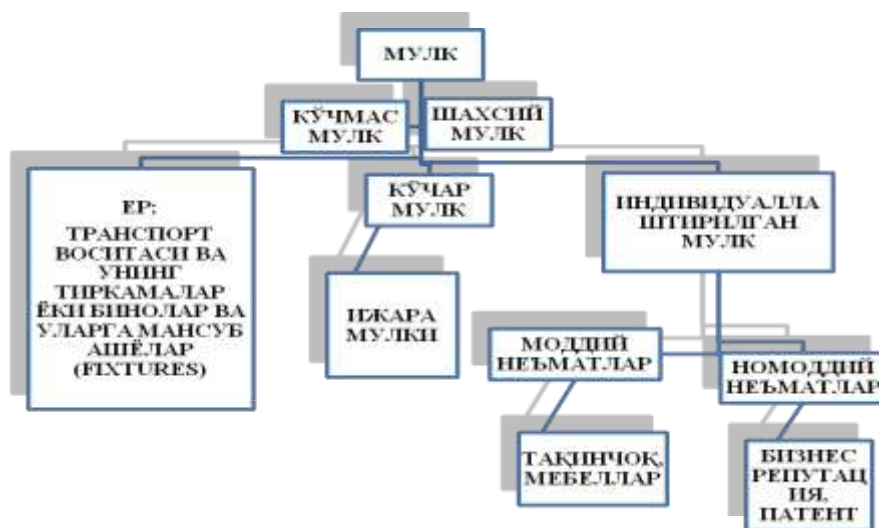 МУЛК
КЎЧМАС
МУЛК
ШАХСИЙ
МУЛК
ЕР:
ТРАНСПОРТ
ВОСИТАСИ ВА
УНИНГ
ТИРКАМАЛАР
ЁКИ БИНОЛАР ВА
УЛАРГА МАНСУБ
АШЁЛАР
(FIXTURES)
КЎЧАР
МУЛК
ИЖАРА
МУЛКИ
ИНДИВИДУАЛЛА
ШТИРИЛГАН
МУЛК
МОДДИЙ
НЕЪМАТЛАР
ТАҚИНЧОҚ,
МЕБЕЛЛАР
НОМОДДИЙ
НЕЪМАТЛАР
БИЗНЕС
РЕПУТАЦ
ИЯ,
ПАТЕНТ